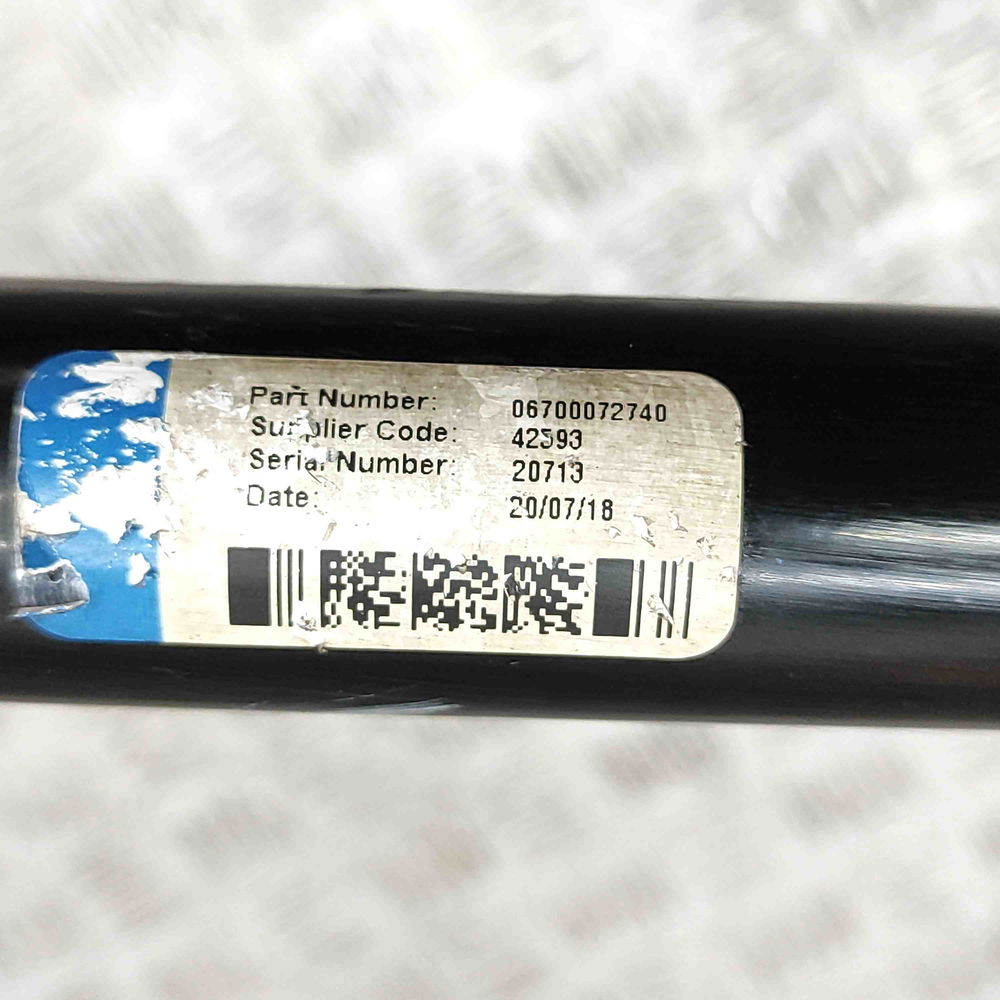 Part Number: 06700072740
Supplier Code: 42593
Serial Number: 20713
Date: 20/07/18